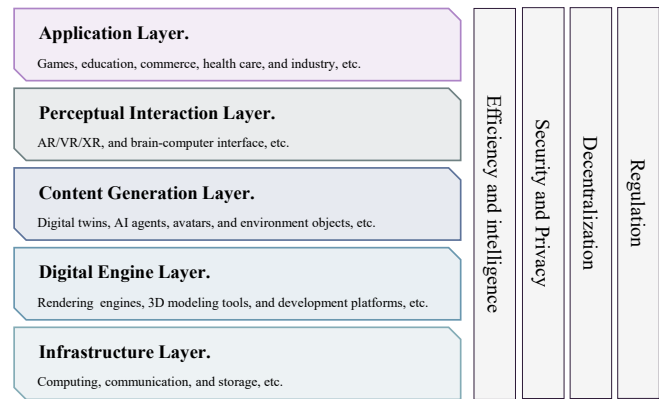 Application Layer.
Games, education, commerce, health care, and industry, etc.
Perceptual Interaction Layer.
AR/VR/XR, and brain-computer interface, etc.
Content Generation Layer.
Digital twins, AI agents, avatars, and environment objects, etc.
Digital Engine Layer.
Rendering engines, 3D modeling tools, and development platforms, etc.
Infrastructure Layer.
Computing, communication, and storage, etc.
Efficiency and intelligence
Security and Privacy
Decentralization
Regulation